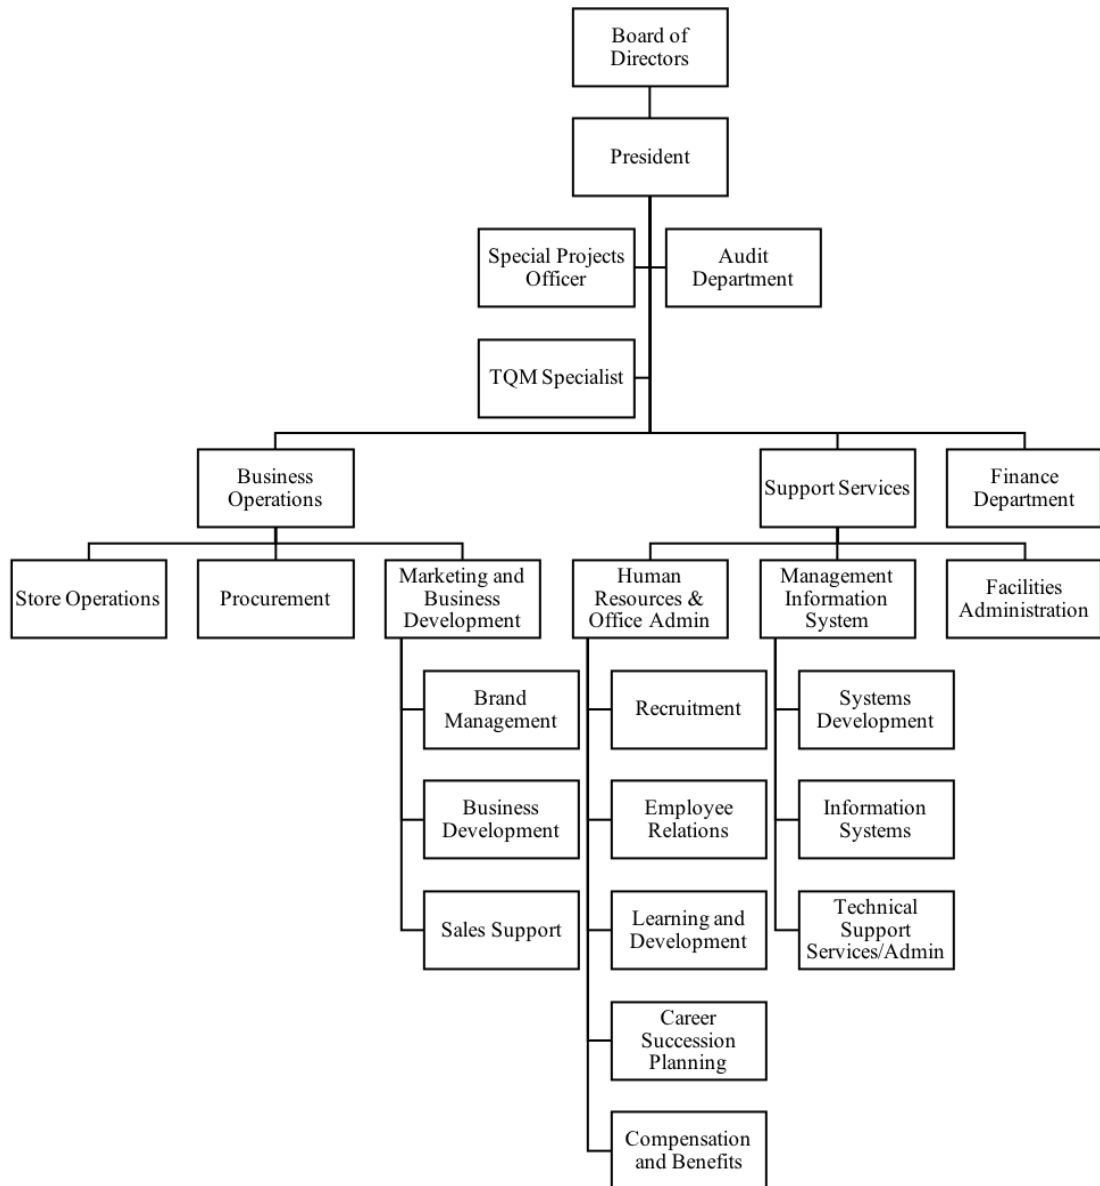 Board of
Directors
President
Special Projects
Officer
Audit
Department
TQM Specialist
Business
Operations
Support Services
Finance
Department
Store Operations
Procurement
Marketing and
Business
Development
Human
Resources &
Office Admin
Management
Information
System
Facilities
Administration
Brand
Management
Business
Development
Sales Support
Recruitment
Employee
Relations
Learning and
Development
Career
Succession
Planning
Compensation
and Benefits
Systems
Development
Information
Systems
Technical
Support
Services/Admin